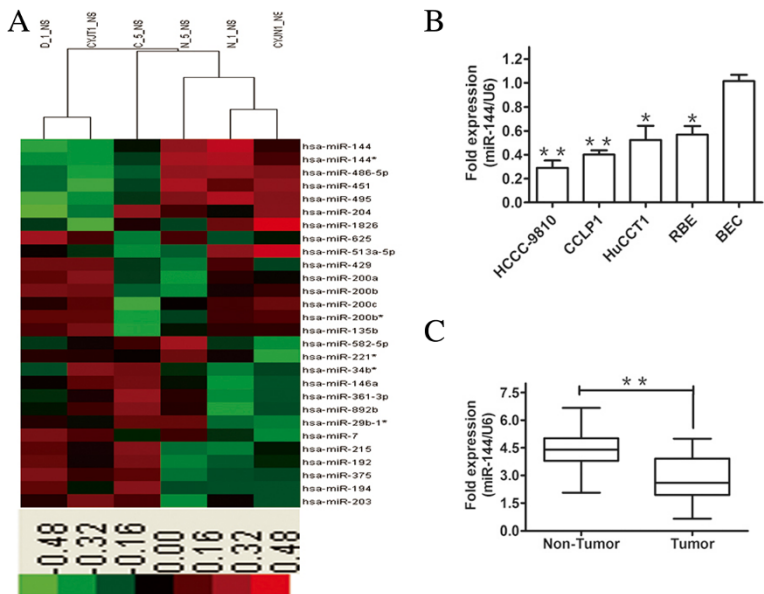 A
D_1_NS
CYJT1_NS
C_5_NS
N_5_NS
N_1_NS
CYJN1_NE
hsa-miR-144
hsa-miR-144*
hsa-miR-486-5p
hsa-miR-451
hsa-miR-495
hsa-miR-204
hsa-miR-1826
hsa-miR-625
hsa-miR-513a-5p
hsa-miR-429
hsa-miR-200a
hsa-miR-200b
hsa-miR-200c
hsa-miR-200b*
hsa-miR-135b
hsa-miR-582-5p
hsa-miR-221*
hsa-miR-34b*
hsa-miR-146a
hsa-miR-361-3p
hsa-miR-892b
hsa-miR-29b-1*
hsa-miR-7
hsa-miR-215
hsa-miR-192
hsa-miR-375
hsa-miR-194
hsa-miR-203
-0.48
-0.32
-0.16
0.00
0.16
0.32
0.48
B
Fold expression
(miR-144/U6)
1.2
1.0
0.8
0.6
0.4
0.2
0.0
**
**
*
*
HCCC-9810
CCLP1
HuCCT1
RBE
BEC
C
Fold expression
(miR-144/U6)
7.5
6.0
4.5
3.0
1.5
0.0
**
Non-Tumor
Tumor